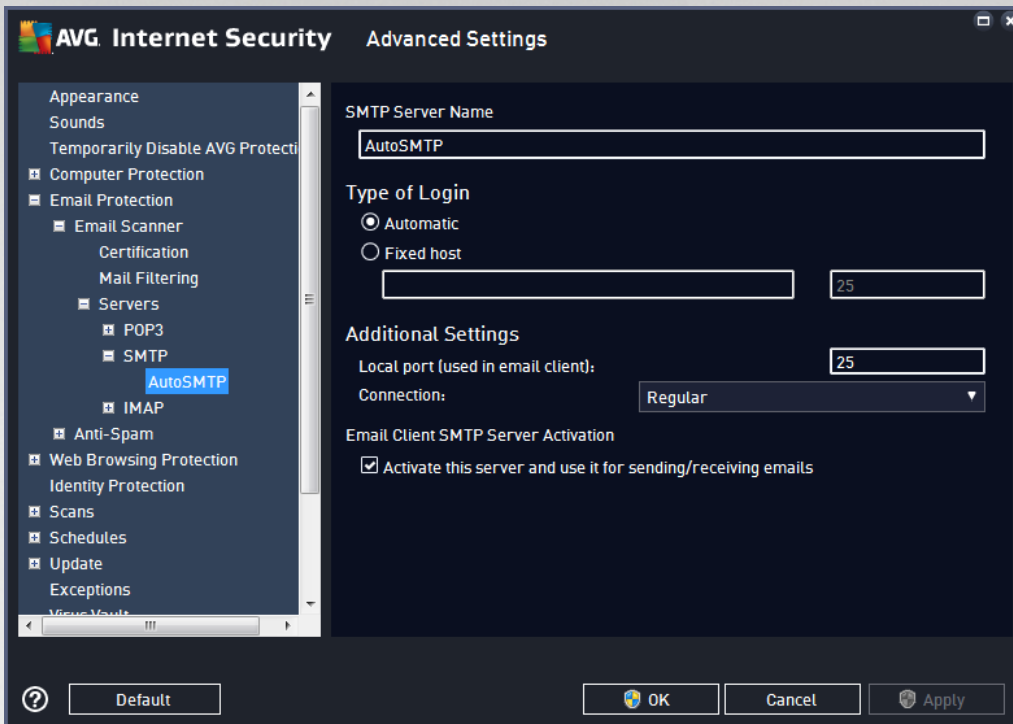 AVG. Internet Security Advanced Settings
Appearance
Sounds
Temporarily Disable AVG Protecti
Computer Protection
Email Protection
Email Scanner
Certification
Mail Filtering
Servers
POP3
SMTP
AutoSMTP
IMAP
Anti-Spam
Web Browsing Protection
Identity Protection
Scans
Schedules
Update
Exceptions
Virus Vault
SMTP Server Name
AutoSMTP
Type of Login
Automatic
Fixed host
25
Additional Settings
Local port (used in email client):
25
Connection:
Regular
Email Client SMTP Server Activation
Activate this server and use it for sending/receiving emails
?
Default
OK
Cancel
Apply